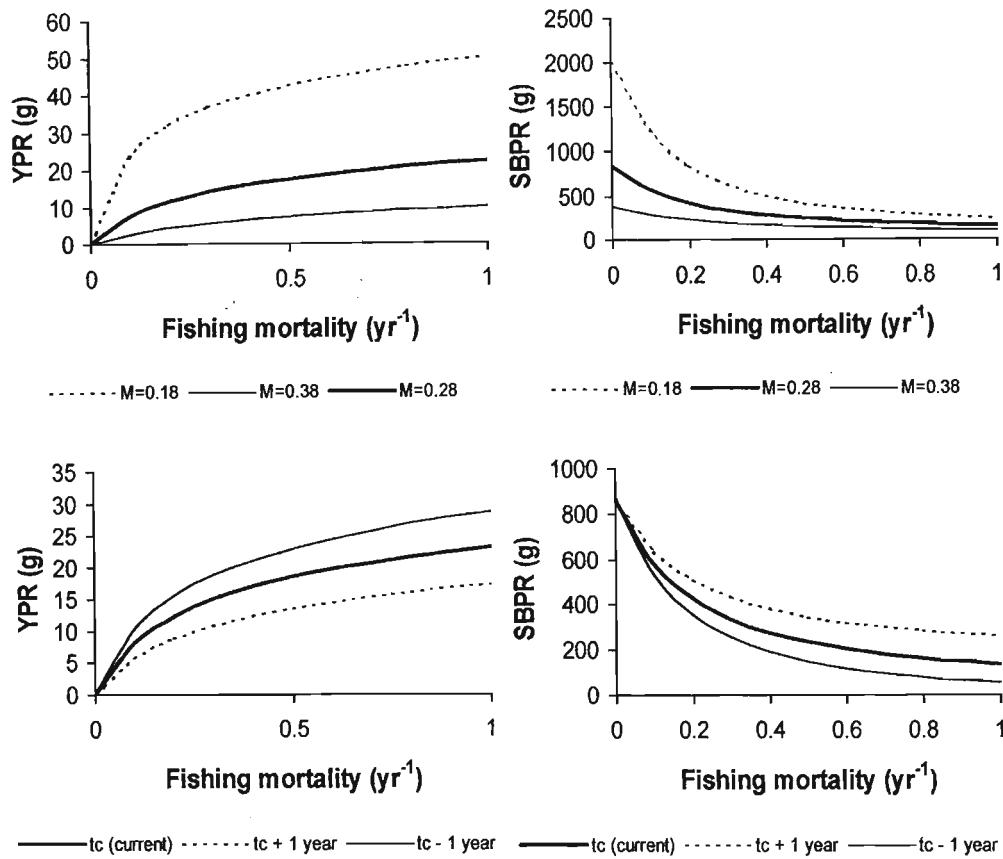 YPR (g)
60
50
40
30
20
10
0
0
0.5
1
Fishing mortality (yr-1)
M=0.18
M=0.38
M=0.28
SBPR (g)
2500
2000
1500
1000
500
0
0
0.2
0.4
0.6
0.8
1
Fishing mortality (yr-1)
M=0.18
M=0.28
M=0.38
YPR (g)
35
30
25
20
15
10
5
0
0
0.5
1
Fishing mortality (yr-1)
tc (current)
tc + 1 year
tc - 1 year
SBPR (g)
1000
800
600
400
200
0
0
0.2
0.4
0.6
0.8
1
Fishing mortality (yr-1)
tc (current)
tc + 1 year
tc - 1 year